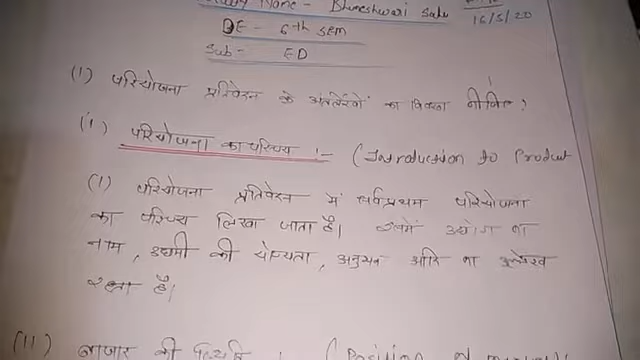 Name - Bhuneshwari Sahu
16/5/20
DE - 6th sem
Sub - ED
(1) परियोजना प्रतिवेदन के का विवरण दीजिए?
(1) परियोजना का परिचय :- (Introduction to Product
(1) परियोजना प्रतिवेदन में सर्वप्रथम परियोजना
का परिचय लिखा जाता है। इसमें उद्योग का
नाम, उद्यमी की योग्यता, अनुभव आदि का उल्लेख
रहता है।
(11) बाजार की स्थिति : (Position of